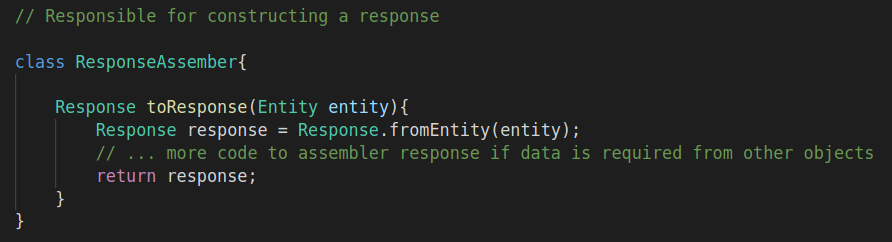 // Responsible for constructing a response
class ResponseAssember{
Response toResponse(Entity entity){
Response response = Response.fromEntity(entity);
// ... more code to assembler response if data is required from other objects
return response;
}
}